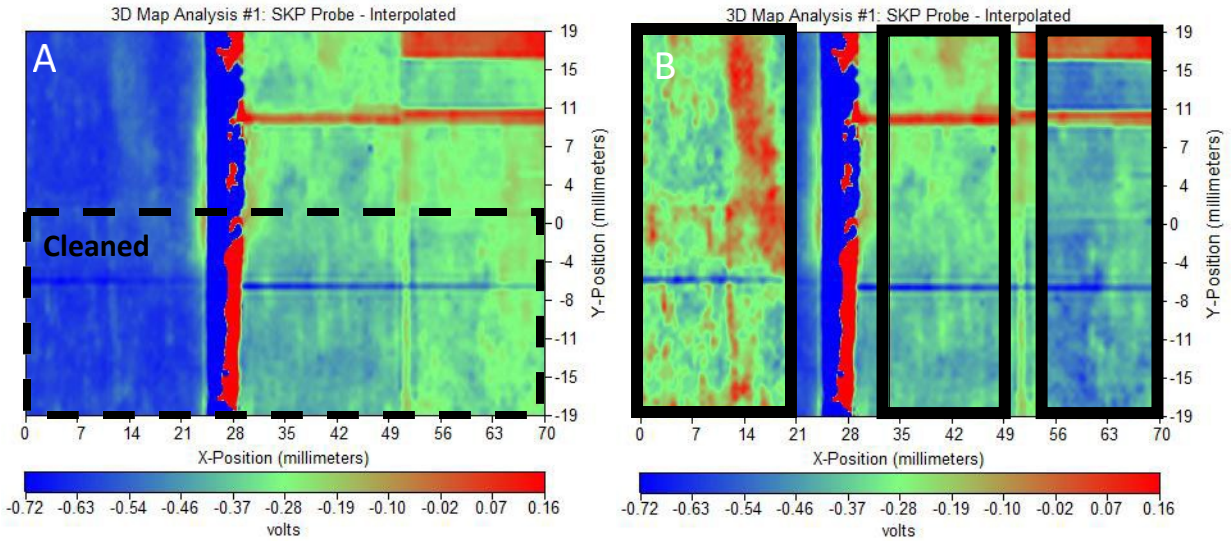 3D Map Analysis #1: SKP Probe - Interpolated
A
Cleaned
19
15
11
7
4
0
-4
-8
-11
-15
-19
Y-Position (millimeters)
0 7 14 21 28 35 42 49 56 63 70
X-Position (millimeters)
-0.72 -0.63 -0.54 -0.46 -0.37 -0.28 -0.19 -0.10 -0.02 0.07 0.16
volts
3D Map Analysis #1: SKP Probe - Interpolated
B
19
15
11
7
4
0
-4
-8
-11
-15
-19
Y-Position (millimeters)
0 7 14 21 28 35 42 49 56 63 70
X-Position (millimeters)
-0.72 -0.63 -0.54 -0.46 -0.37 -0.28 -0.19 -0.10 -0.02 0.07 0.16
volts